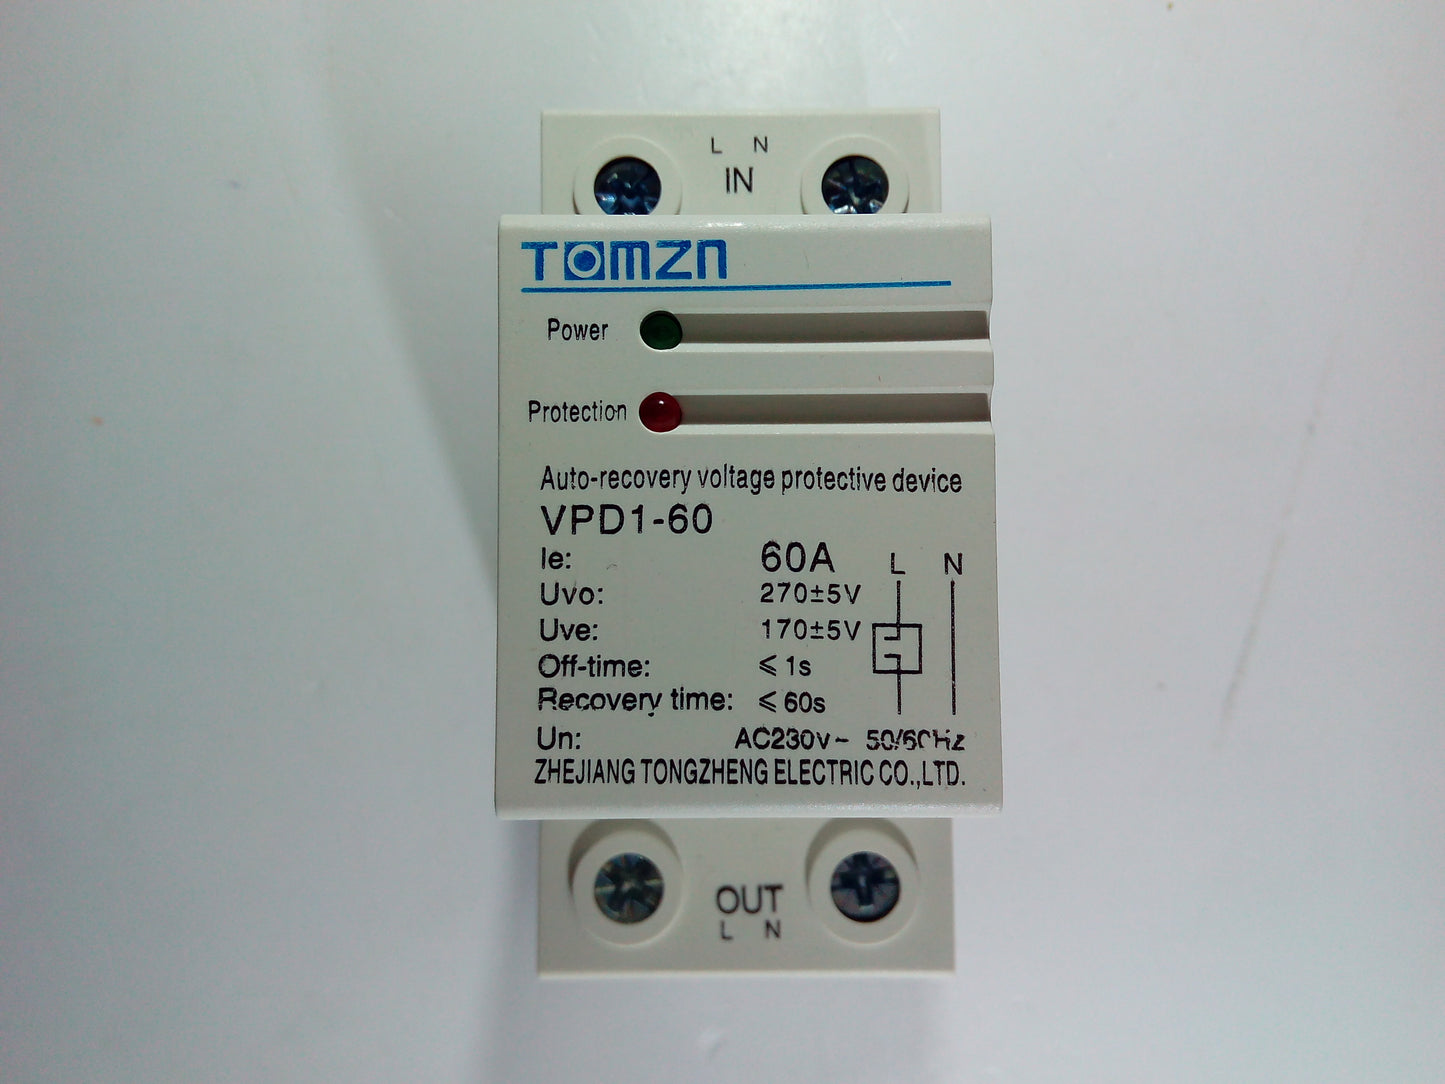 L N
IN
TOMZN
Power
Protection
Auto-recovery voltage protective device
VPD1-60
Ie: 60A L N
Uvo: 270±5V
Uve: 170±5V
Off-time: ≤ 1s
Recovery time: ≤ 60s
Un: AC230v~ 50/60Hz
ZHEJIANG TONGZHENG ELECTRIC CO.,LTD.
OUT
L N